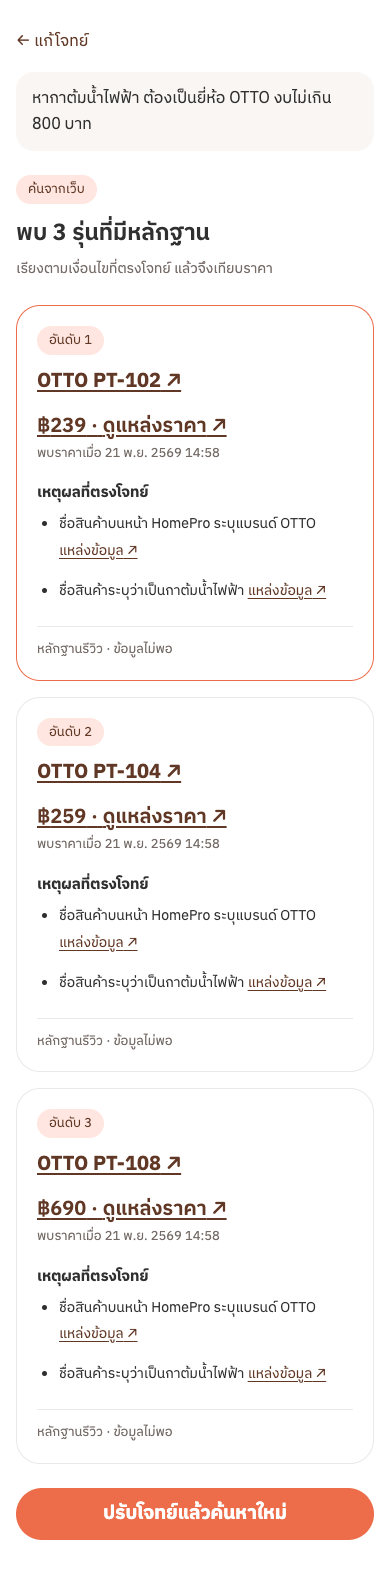 ← แก้โจทย์
หากาต้มน้ำไฟฟ้า ต้องเป็นยี่ห้อ OTTO งบไม่เกิน
800 บาท
ค้นจากเว็บ
พบ 3 รุ่นที่มีหลักฐาน
เรียงตามเงื่อนไขที่ตรงโจทย์ แล้วจึงเทียบราคา
อันดับ 1
OTTO PT-102 ↗
฿239 · ดูแหล่งราคา ↗
พบราคาเมื่อ 21 พ.ย. 2569 14:58
เหตุผลที่ตรงโจทย์
• ชื่อสินค้าบนหน้า HomePro ระบุแบรนด์ OTTO
แหล่งข้อมูล ↗
• ชื่อสินค้าระบุว่าเป็นกาต้มน้ำไฟฟ้า แหล่งข้อมูล ↗
หลักฐานรีวิว · ข้อมูลไม่พอ
อันดับ 2
OTTO PT-104 ↗
฿259 · ดูแหล่งราคา ↗
พบราคาเมื่อ 21 พ.ย. 2569 14:58
เหตุผลที่ตรงโจทย์
• ชื่อสินค้าบนหน้า HomePro ระบุแบรนด์ OTTO
แหล่งข้อมูล ↗
• ชื่อสินค้าระบุว่าเป็นกาต้มน้ำไฟฟ้า แหล่งข้อมูล ↗
หลักฐานรีวิว · ข้อมูลไม่พอ
อันดับ 3
OTTO PT-108 ↗
฿690 · ดูแหล่งราคา ↗
พบราคาเมื่อ 21 พ.ย. 2569 14:58
เหตุผลที่ตรงโจทย์
• ชื่อสินค้าบนหน้า HomePro ระบุแบรนด์ OTTO
แหล่งข้อมูล ↗
• ชื่อสินค้าระบุว่าเป็นกาต้มน้ำไฟฟ้า แหล่งข้อมูล ↗
หลักฐานรีวิว · ข้อมูลไม่พอ
ปรับโจทย์แล้วค้นหาใหม่